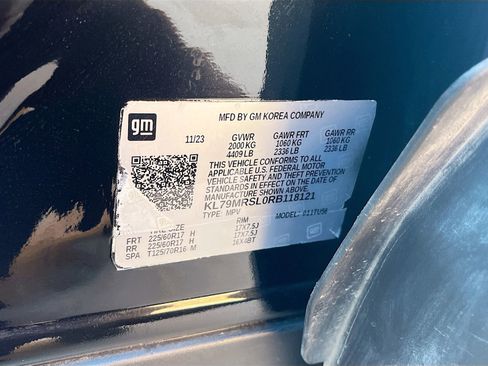 gm
MFD BY GM KOREA COMPANY
11/23
GVWR GAWR FRT GAWR RR
2000 KG 1060 KG 1060 KG
4409 LB 2336 LB 2336 LB
THIS VEHICLE CONFORMS TO ALL
APPLICABLE U.S. FEDERAL MOTOR
VEHICLE SAFETY AND THEFT PREVENTION
STANDARDS IN EFFECT ON THE DATE OF
MANUFACTURE SHOWN ABOVE.
KL79MRSL0RB118121
TYPE: MPV MODEL:
TIRE SIZE RIM
FRT 225/60R17 H 17X7.5J
RR 225/60R17 H 17X7.5J
SPA T125/70R16 M 16X4BT